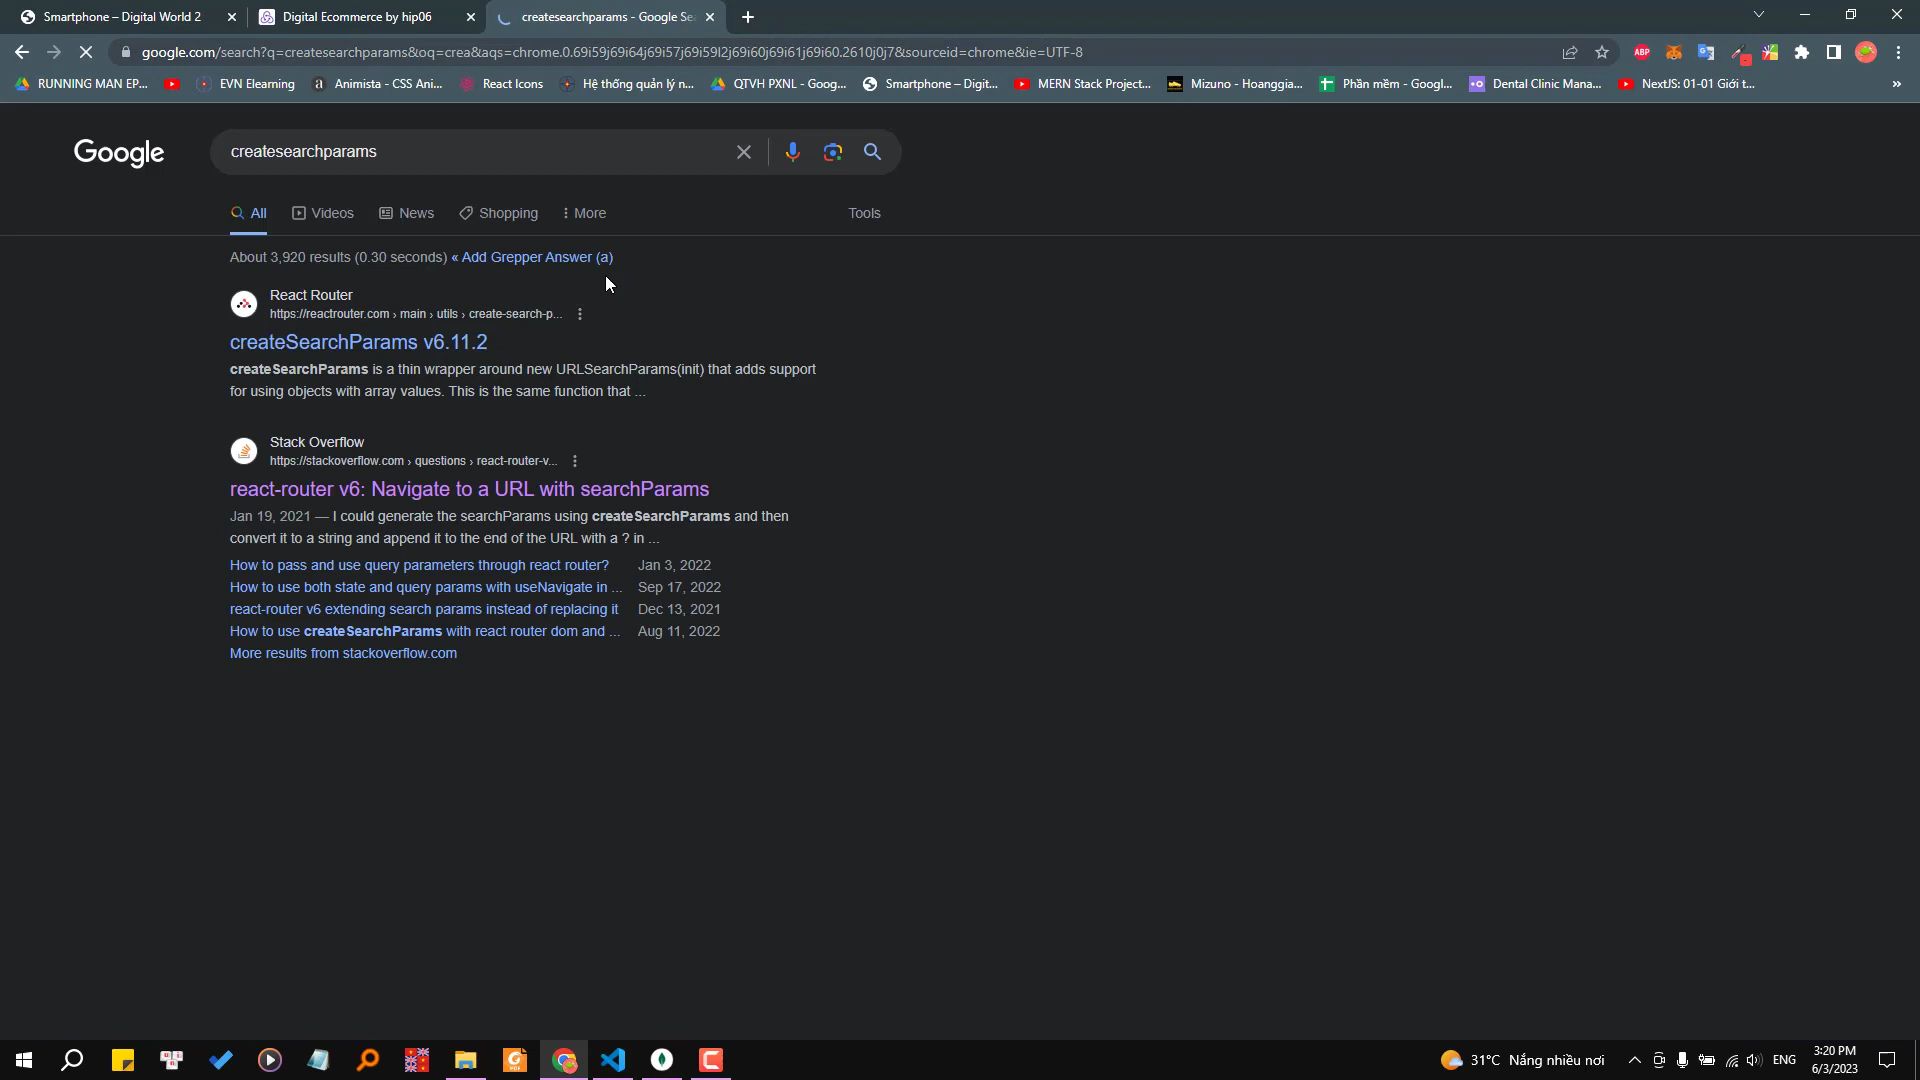 Smartphone – Digital World 2
Digital Ecommerce by hip06
createsearchparams - Google Se
google.com/search?q=createsearchparams&oq=crea&aqs=chrome.0.69i59j69i64j69i57j69i59l2j69i60j69i61j69i60.2610j0j7&sourceid=chrome&ie=UTF-8
ABP
RUNNING MAN EP...
EVN Elearning
Animista - CSS Ani...
React Icons
Hệ thống quản lý n...
QTVH PXNL - Goog...
Smartphone – Digit...
MERN Stack Project...
Mizuno - Hoanggia...
Phần mềm - Googl...
Dental Clinic Mana...
NextJS: 01-01 Giới t...
»
Google
createsearchparams
All
Videos
News
Shopping
More
Tools
About 3,920 results (0.30 seconds) « Add Grepper Answer (a)
React Router
https://reactrouter.com › main › utils › create-search-p...
createSearchParams v6.11.2
createSearchParams is a thin wrapper around new URLSearchParams(init) that adds support
for using objects with array values. This is the same function that ...
Stack Overflow
https://stackoverflow.com › questions › react-router-v...
react-router v6: Navigate to a URL with searchParams
Jan 19, 2021 — I could generate the searchParams using createSearchParams and then
convert it to a string and append it to the end of the URL with a ? in ...
How to pass and use query parameters through react router? Jan 3, 2022
How to use both state and query params with useNavigate in ... Sep 17, 2022
react-router v6 extending search params instead of replacing it Dec 13, 2021
How to use createSearchParams with react router dom and ... Aug 11, 2022
More results from stackoverflow.com
31°C Nắng nhiều nơi
ENG
3:20 PM
6/3/2023